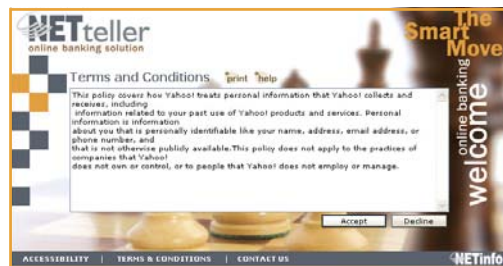 NETteller
online banking solution
The
Smart
Move
Terms and Conditions print help
This policy covers how Yahoo! treats personal information that Yahoo! collects and
receives, including
information related to your past use of Yahoo! products and services. Personal
information is information
about you that is personally identifiable like your name, address, email address, or
phone number, and
that is not otherwise publicly available.This policy does not apply to the practices of
companies that Yahoo!
does not own or control, or to people that Yahoo! does not employ or manage.
online banking
welcome
Accept Decline
ACCESSIBILITY | TERMS & CONDITIONS | CONTACT US
NETinfo